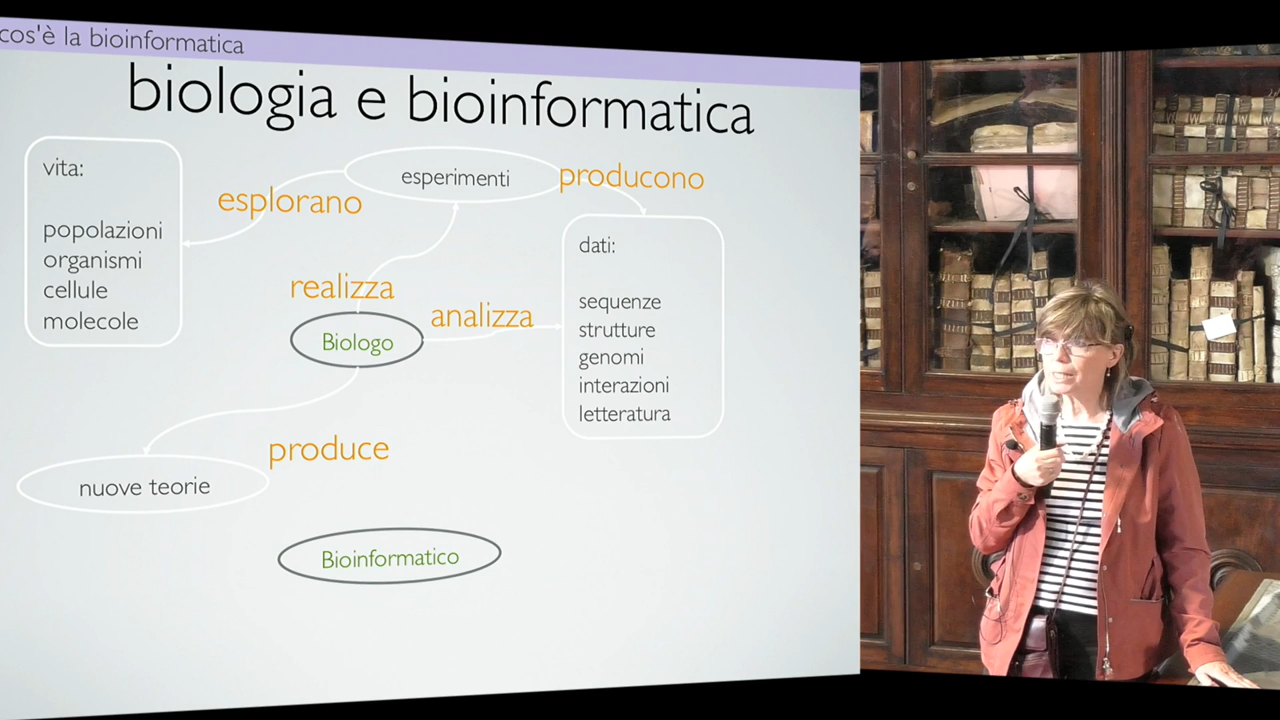 cos'è la bioinformatica
biologia e bioinformatica
vita:
popolazioni
organismi
cellule
molecole
esplorano
esperimenti
producono
dati:
sequenze
strutture
genomi
interazioni
letteratura
realizza
analizza
Biologo
produce
nuove teorie
Bioinformatico